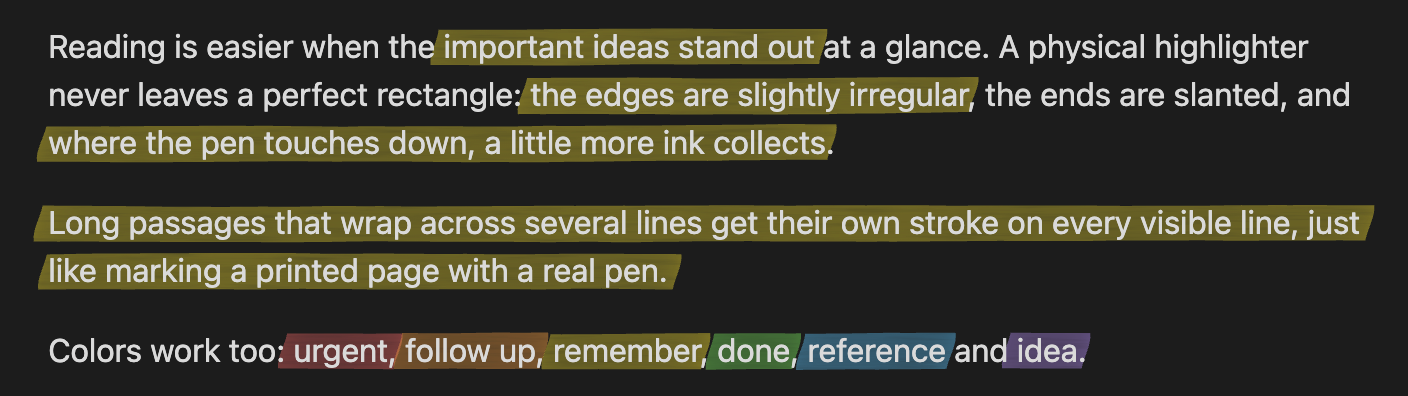 Reading is easier when the important ideas stand out at a glance. A physical highlighter
never leaves a perfect rectangle: the edges are slightly irregular, the ends are slanted, and
where the pen touches down, a little more ink collects.
Long passages that wrap across several lines get their own stroke on every visible line, just
like marking a printed page with a real pen.
Colors work too: urgent, follow up, remember, done, reference and idea.